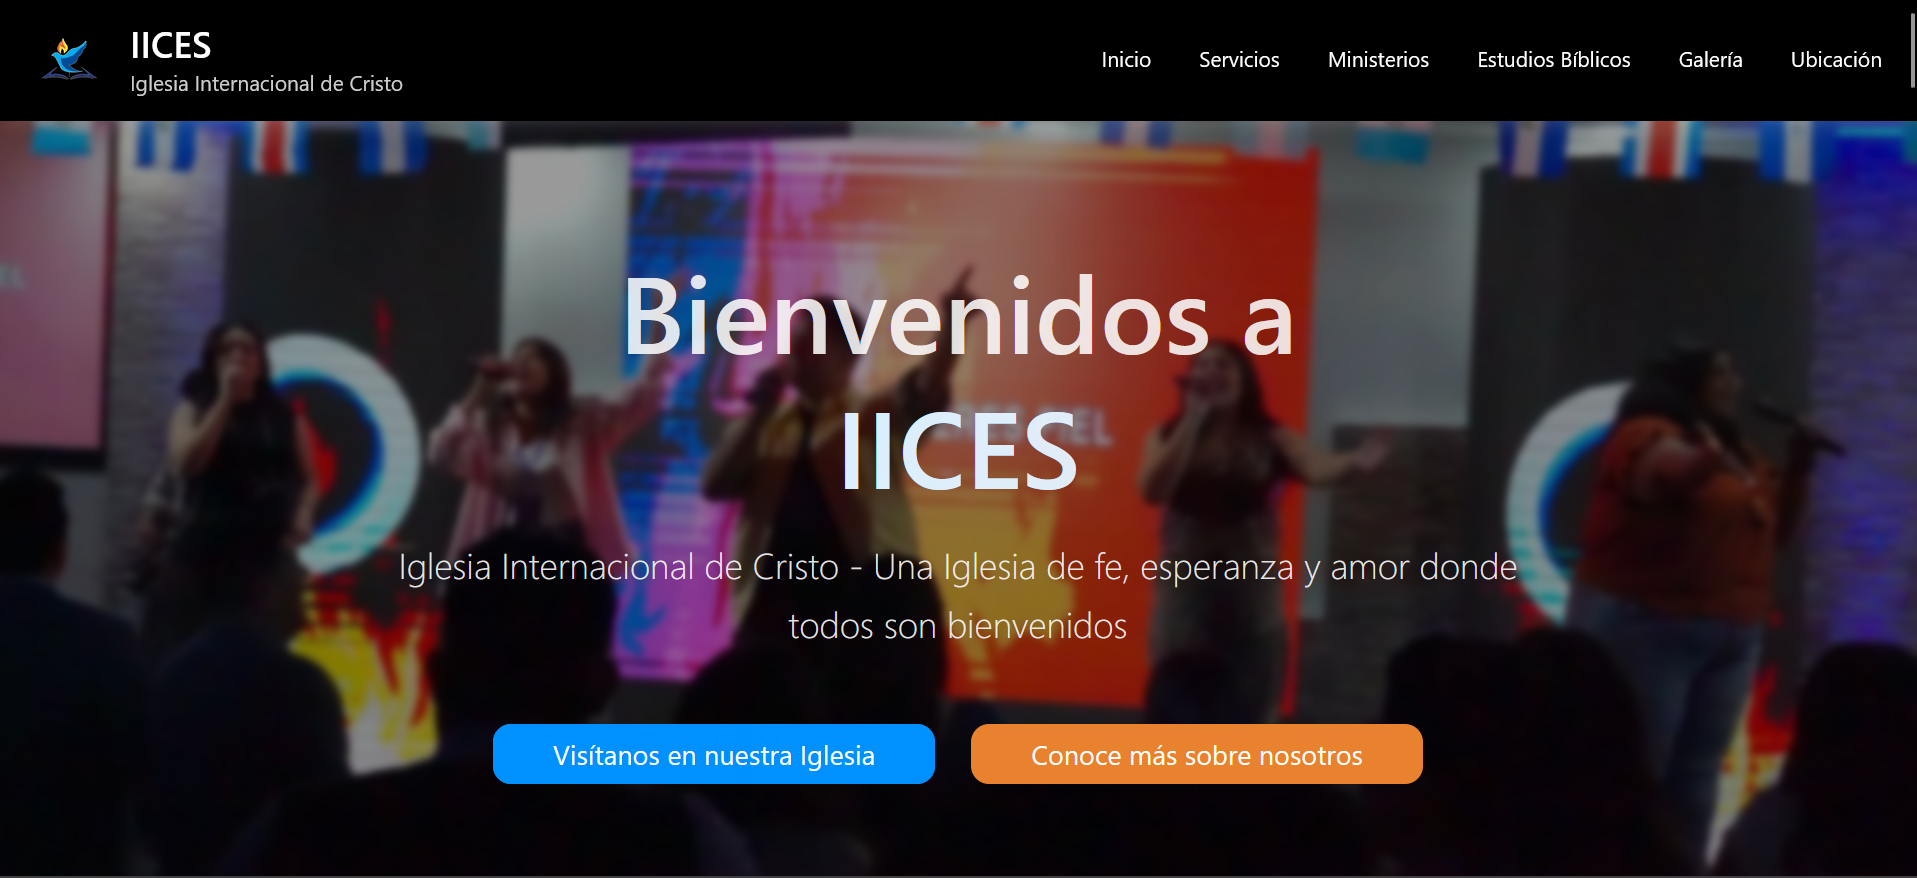 IICES
Iglesia Internacional de Cristo
Inicio Servicios Ministerios Estudios Bíblicos Galería Ubicación
Bienvenidos a
IICES
Iglesia Internacional de Cristo - Una Iglesia de fe, esperanza y amor donde
todos son bienvenidos
Visítanos en nuestra Iglesia
Conoce más sobre nosotros